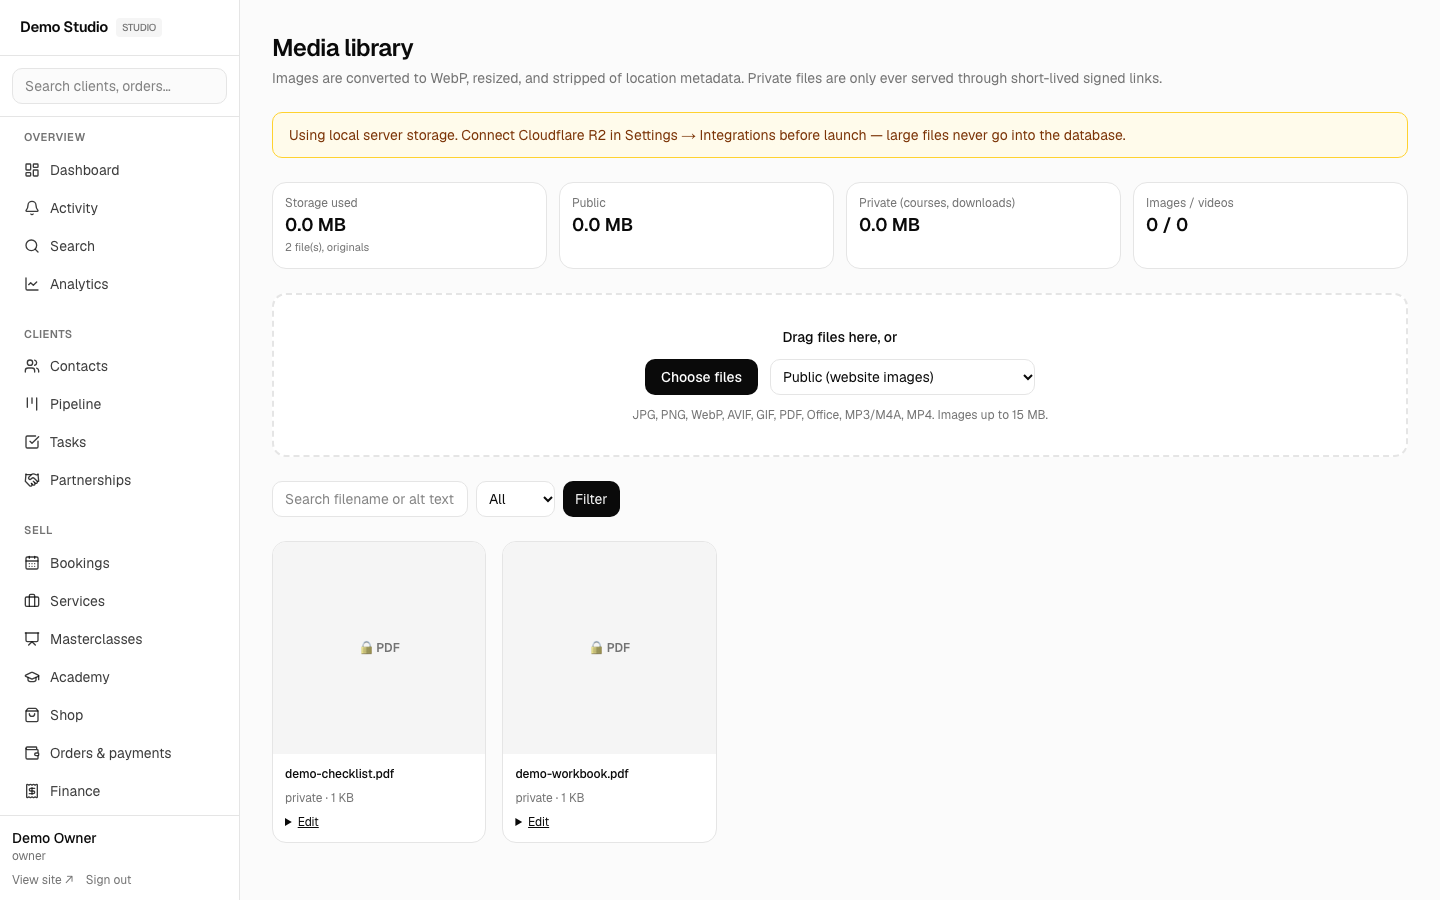 Demo Studio STUDIO
Search clients, orders...
OVERVIEW
Dashboard
Activity
Search
Analytics
CLIENTS
Contacts
Pipeline
Tasks
Partnerships
SELL
Bookings
Services
Masterclasses
Academy
Shop
Orders & payments
Finance
Demo Owner
owner
View site ↗ Sign out
Media library
Images are converted to WebP, resized, and stripped of location metadata. Private files are only ever served through short-lived signed links.
Using local server storage. Connect Cloudflare R2 in Settings → Integrations before launch — large files never go into the database.
Storage used
0.0 MB
2 file(s), originals
Public
0.0 MB
Private (courses, downloads)
0.0 MB
Images / videos
0 / 0
Drag files here, or
Choose files
Public (website images)
JPG, PNG, WebP, AVIF, GIF, PDF, Office, MP3/M4A, MP4. Images up to 15 MB.
Search filename or alt text
All
Filter
🔒 PDF
demo-checklist.pdf
private · 1 KB
▶ Edit
🔒 PDF
demo-workbook.pdf
private · 1 KB
▶ Edit